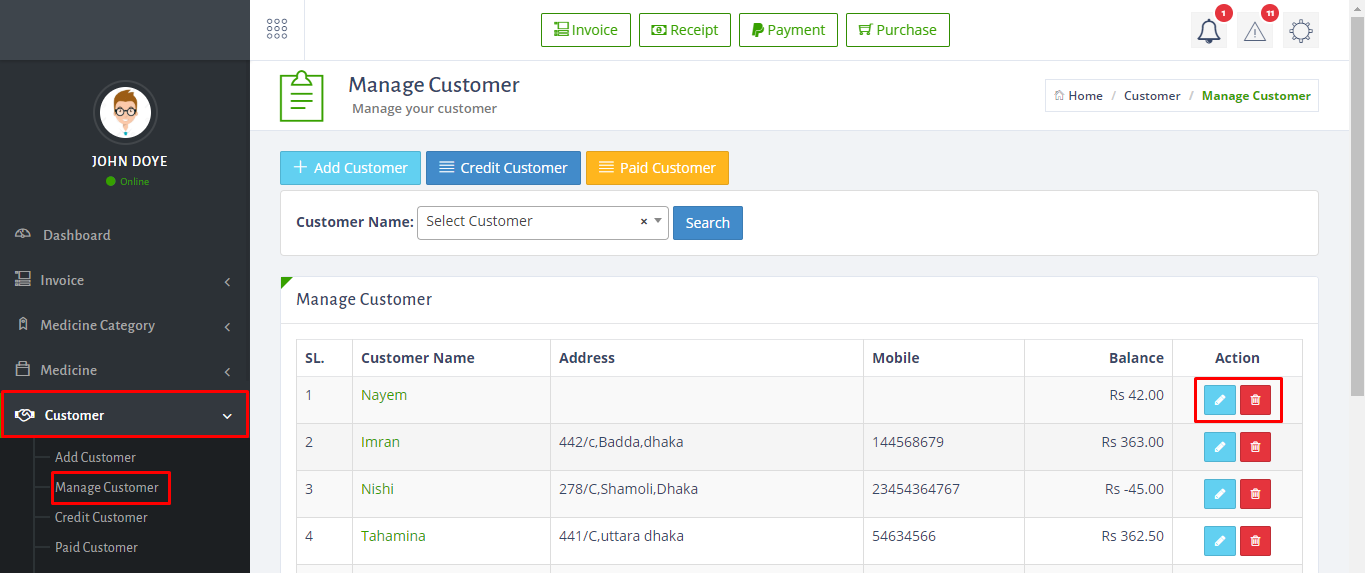 Invoice Receipt Payment Purchase 1 11
JOHN DOYE
Online
Dashboard
Invoice
Medicine Category
Medicine
Customer
Add Customer
Manage Customer
Credit Customer
Paid Customer
Manage Customer
Manage your customer
Home / Customer / Manage Customer
Add Customer Credit Customer Paid Customer
Customer Name: Select Customer × Search
Manage Customer
SL. Customer Name Address Mobile Balance Action
1 Nayem Rs 42.00
2 Imran 442/c,Badda,dhaka 144568679 Rs 363.00
3 Nishi 278/C,Shamoli,Dhaka 23454364767 Rs -45.00
4 Tahamina 441/C,uttara dhaka 54634566 Rs 362.50